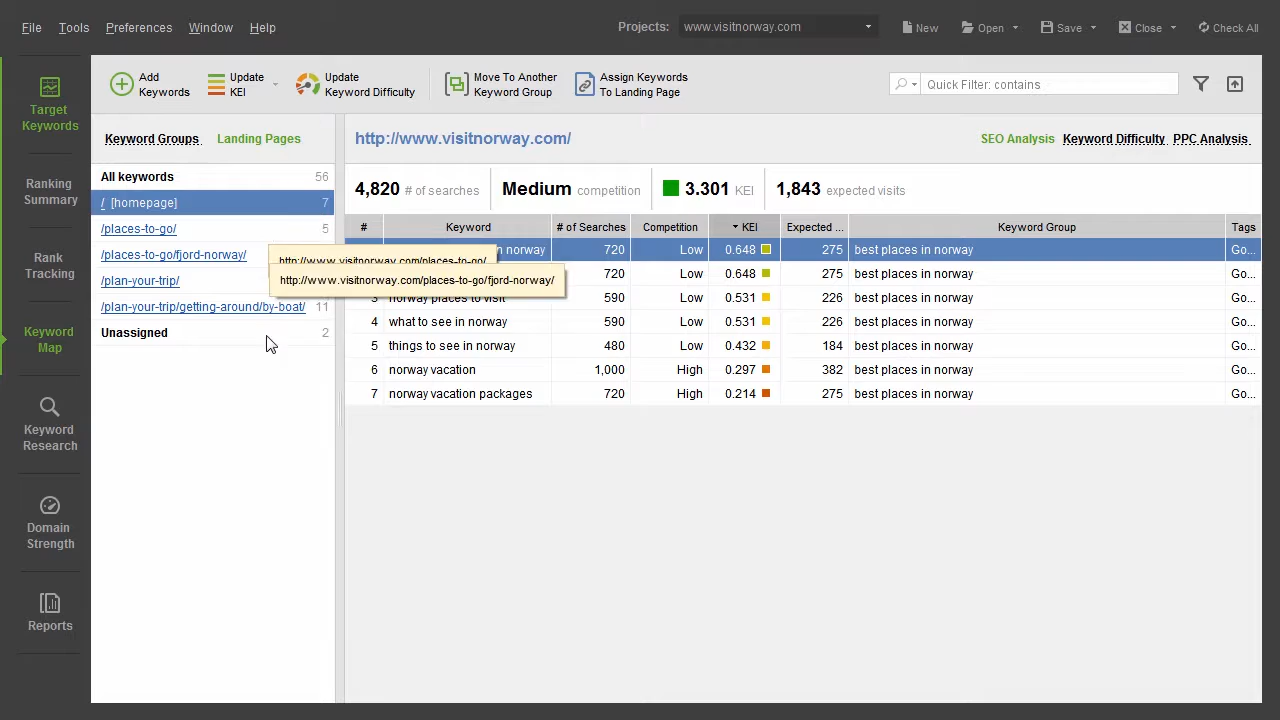 File Tools Preferences Window Help Projects: www.visitnorway.com New Open Save Close Check All
Target
Keywords
Ranking
Summary
Rank
Tracking
Keyword
Map
Keyword
Research
Domain
Strength
Reports
Add
Keywords
Update
KEI
Update
Keyword Difficulty
Move To Another
Keyword Group
Assign Keywords
To Landing Page
Quick Filter: contains
Keyword Groups Landing Pages
All keywords 56
/ [homepage] 7
/places-to-go/ 5
/places-to-go/fjord-norway/
/plan-your-trip/
/plan-your-trip/getting-around/by-boat/ 11
Unassigned 2
http://www.visitnorway.com/places-to-go/
http://www.visitnorway.com/places-to-go/fjord-norway/
http://www.visitnorway.com/ SEO Analysis Keyword Difficulty PPC Analysis
4,820 # of searches Medium competition 3.301 KEI 1,843 expected visits
# Keyword # of Searches Competition KEI Expected ... Keyword Group Tags
in norway 720 Low 0.648 275 best places in norway Go...
720 Low 0.648 275 best places in norway Go...
3 norway places to visit 590 Low 0.531 226 best places in norway Go...
4 what to see in norway 590 Low 0.531 226 best places in norway Go...
5 things to see in norway 480 Low 0.432 184 best places in norway Go...
6 norway vacation 1,000 High 0.297 382 best places in norway Go...
7 norway vacation packages 720 High 0.214 275 best places in norway Go...